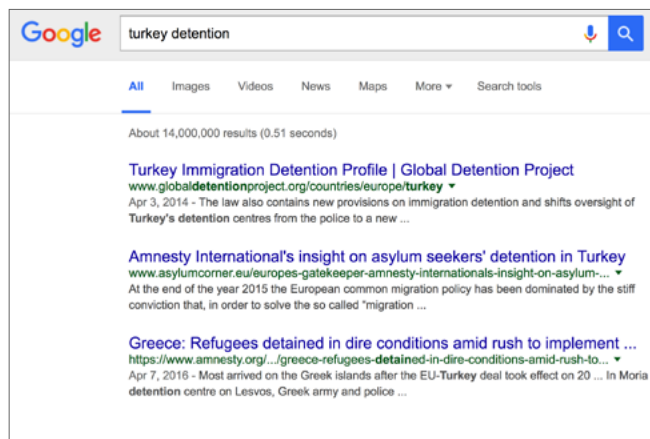 Google
turkey detention
All Images Videos News Maps More Search tools
About 14,000,000 results (0.51 seconds)
Turkey Immigration Detention Profile | Global Detention Project
www.globaldetentionproject.org/countries/europe/turkey
Apr 3, 2014 - The law also contains new provisions on immigration detention and shifts oversight of
Turkey's detention centres from the police to a new ...
Amnesty International's insight on asylum seekers' detention in Turkey
www.asylumcorner.eu/europes-gatekeeper-amnesty-internationals-insight-on-asylum-...
At the end of the year 2015 the European common migration policy has been dominated by the stiff
conviction that, in order to solve the so called "migration ...
Greece: Refugees detained in dire conditions amid rush to implement ...
https://www.amnesty.org/.../greece-refugees-detained-in-dire-conditions-amid-rush-to...
Apr 7, 2016 - Most arrived on the Greek islands after the EU-Turkey deal took effect on 20 ... In Moria
detention centre on Lesvos, Greek army and police ...